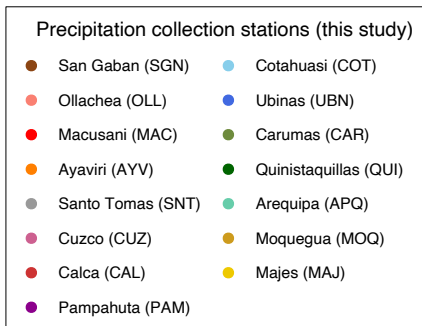 Precipitation collection stations (this study)
San Gaban (SGN)
Ollachea (OLL)
Macusani (MAC)
Ayaviri (AYV)
Santo Tomas (SNT)
Cuzco (CUZ)
Calca (CAL)
Pampahuta (PAM)
Cotahuasi (COT)
Ubinas (UBN)
Carumas (CAR)
Quinistaquillas (QUI)
Arequipa (APQ)
Moquegua (MOQ)
Majes (MAJ)